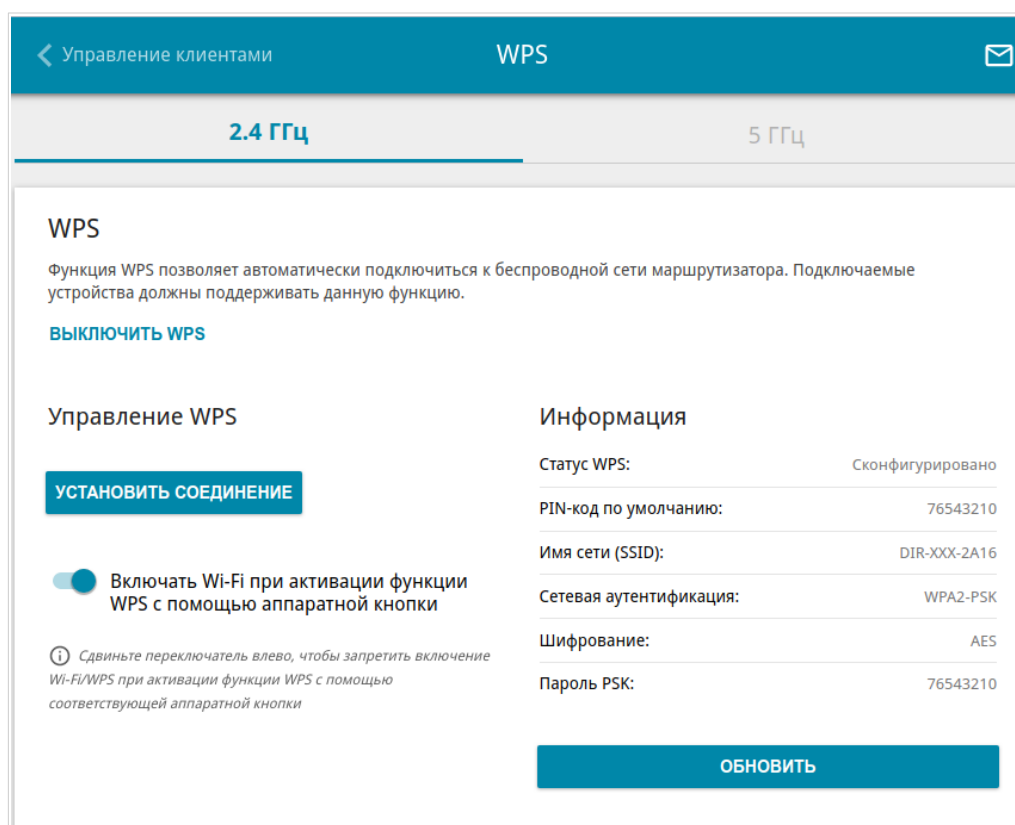 Управление клиентами
WPS
2.4 ГГц
5 ГГц
WPS
Функция WPS позволяет автоматически подключиться к беспроводной сети маршрутизатора. Подключаемые
устройства должны поддерживать данную функцию.
ВЫКЛЮЧИТЬ WPS
Управление WPS
УСТАНОВИТЬ СОЕДИНЕНИЕ
Включать Wi-Fi при активации функции
WPS с помощью аппаратной кнопки
Сдвиньте переключатель влево, чтобы запретить включение
Wi-Fi/WPS при активации функции WPS с помощью
соответствующей аппаратной кнопки
Информация
Статус WPS: Сконфигурировано
PIN-код по умолчанию: 76543210
Имя сети (SSID): DIR-XXX-2A16
Сетевая аутентификация: WPA2-PSK
Шифрование: AES
Пароль PSK: 76543210
ОБНОВИТЬ